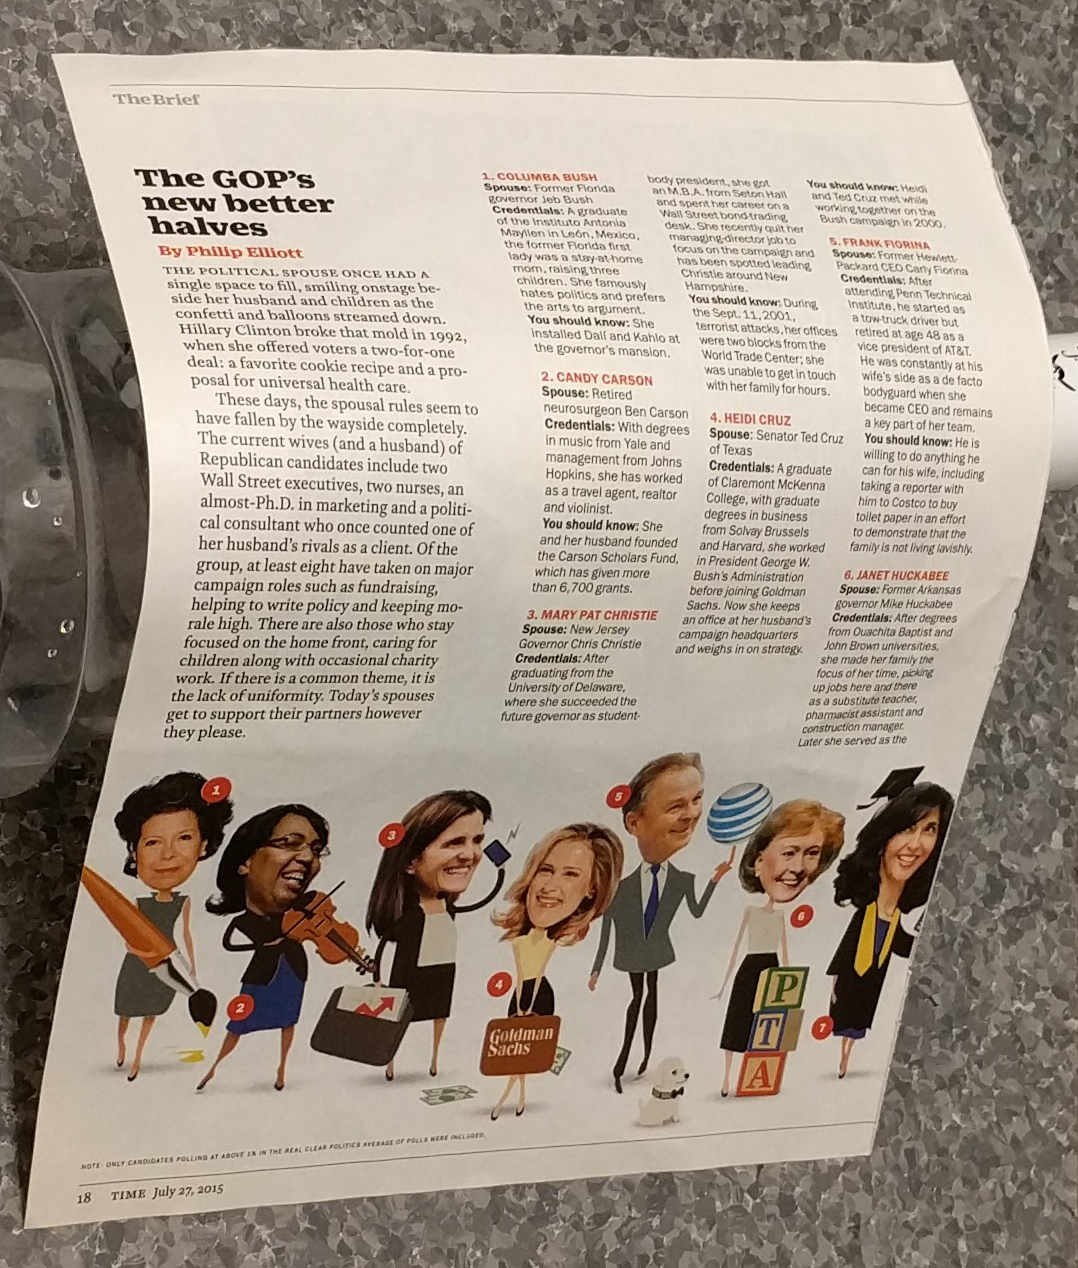 The Brief
The GOP's
new better
halves
By Philip Elliott
THE POLITICAL SPOUSE ONCE HAD A
single space to fill, smiling onstage be-
side her husband and children as the
confetti and balloons streamed down.
Hillary Clinton broke that mold in 1992,
when she offered voters a two-for-one
deal: a favorite cookie recipe and a pro-
posal for universal health care.
These days, the spousal rules seem to
have fallen by the wayside completely.
The current wives (and a husband) of
Republican candidates include two
Wall Street executives, two nurses, an
almost-Ph.D. in marketing and a politi-
cal consultant who once counted one of
her husband's rivals as a client. Of the
group, at least eight have taken on major
campaign roles such as fundraising,
helping to write policy and keeping mo-
rale high. There are also those who stay
focused on the home front, caring for
children along with occasional charity
work. If there is a common theme, it is
the lack of uniformity. Today's spouses
get to support their partners however
they please.
1. COLUMBA BUSH
Spouse: Former Florida
governor Jeb Bush
Credentials: A graduate
of the Instituto Antonia
Mayllen in León, Mexico,
the former Florida first
lady was a stay-at-home
mom, raising three
children. She famously
hates politics and prefers
the arts to argument.
You should know: She
installed Dalí and Kahlo at
the governor's mansion.
2. CANDY CARSON
Spouse: Retired
neurosurgeon Ben Carson
Credentials: With degrees
in music from Yale and
management from Johns
Hopkins, she has worked
as a travel agent, realtor
and violinist.
You should know: She
and her husband founded
the Carson Scholars Fund,
which has given more
than 6,700 grants.
3. MARY PAT CHRISTIE
Spouse: New Jersey
Governor Chris Christie
Credentials: After
graduating from the
University of Delaware,
where she succeeded the
future governor as student-
body president, she got
an M.B.A. from Seton Hall
and spent her career on a
Wall Street bond-trading
desk. She recently quit her
managing-director job to
focus on the campaign and
has been spotted leading
Christie around New
Hampshire.
You should know: During
the Sept. 11, 2001,
terrorist attacks, her offices
were two blocks from the
World Trade Center; she
was unable to get in touch
with her family for hours.
4. HEIDI CRUZ
Spouse: Senator Ted Cruz
of Texas
Credentials: A graduate
of Claremont McKenna
College, with graduate
degrees in business
from Solvay Brussels
and Harvard, she worked
in President George W.
Bush's Administration
before joining Goldman
Sachs. Now she keeps
an office at her husband's
campaign headquarters
and weighs in on strategy.
You should know: Heidi
and Ted Cruz met while
working together on the
Bush campaign in 2000.
5. FRANK FIORINA
Spouse: Former Hewlett-
Packard CEO Carly Fiorina
Credentials: After
attending Penn Technical
Institute, he started as
a tow-truck driver but
retired at age 48 as a
vice president of AT&T.
He was constantly at his
wife's side as a de facto
bodyguard when she
became CEO and remains
a key part of her team.
You should know: He is
willing to do anything he
can for his wife, including
taking a reporter with
him to Costco to buy
toilet paper in an effort
to demonstrate that the
family is not living lavishly.
6. JANET HUCKABEE
Spouse: Former Arkansas
governor Mike Huckabee
Credentials: After degrees
from Ouachita Baptist and
John Brown universities,
she made her family the
focus of her time, picking
up jobs here and there
as a substitute teacher,
pharmacist assistant and
construction manager.
Later she served as the
1
2
3
4
5
6
7
Goldman
Sachs
P
T
A
NOTE: ONLY CANDIDATES POLLING AT ABOVE 1% IN THE REAL CLEAR POLITICS AVERAGE OF POLLS WERE INCLUDED.
18 TIME July 27, 2015